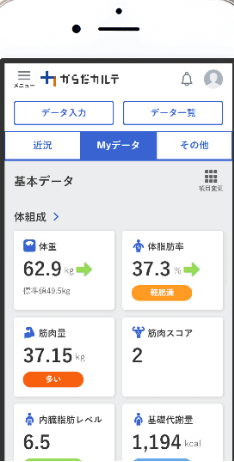 メニュー
からだカルテ
データ入力 データ一覧
近況 Myデータ その他
基本データ
項目変更
体組成 >
体重 体脂肪率
62.9 kg 37.3 %
標準値49.5kg 軽肥満
筋肉量 筋肉スコア
37.15 kg 2
多い
内臓脂肪レベル 基礎代謝量
6.5 1,194 kcal